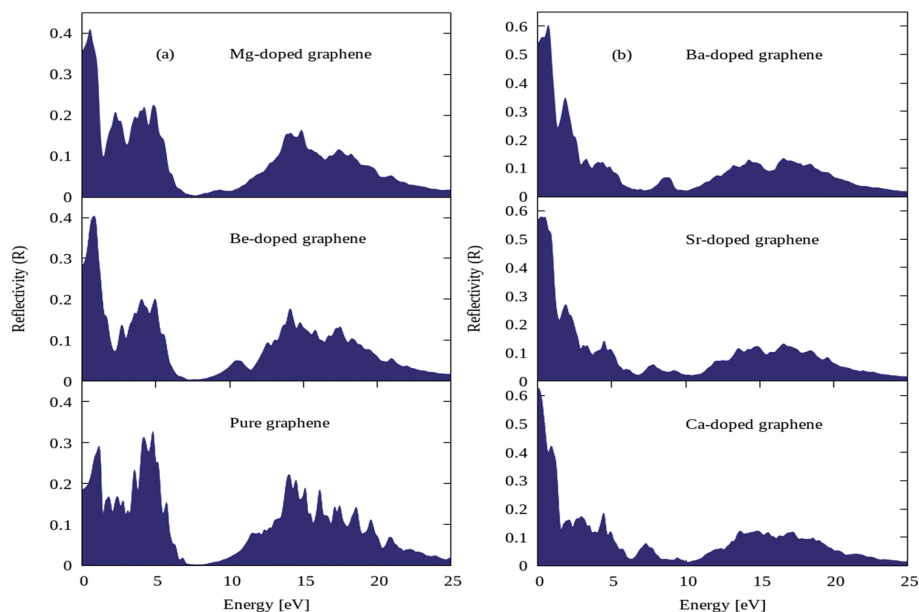 0.4
(a)
Mg-doped graphene
0.3
0.2
0.1
0
0.4
Be-doped graphene
0.3
0.2
0.1
0
0.4
Pure graphene
0.3
0.2
0.1
0
0 5 10 15 20 25
Energy [eV]
Reflectivity (R)
0.6
(b)
Ba-doped graphene
0.5
0.4
0.3
0.2
0.1
0
0.6
Sr-doped graphene
0.5
0.4
0.3
0.2
0.1
0
0.6
Ca-doped graphene
0.5
0.4
0.3
0.2
0.1
0
0 5 10 15 20 25
Energy [eV]
Reflectivity (R)